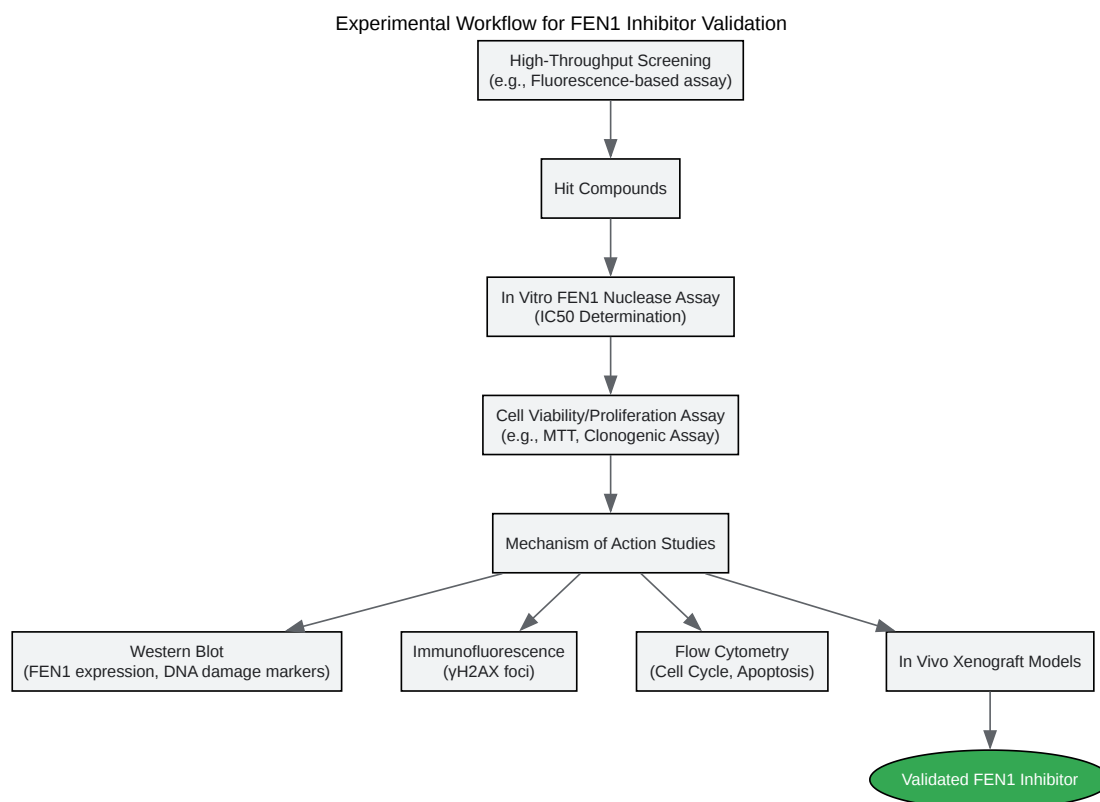 Experimental Workflow for FEN1 Inhibitor Validation
High-Throughput Screening
(e.g., Fluorescence-based assay)
Hit Compounds
In Vitro FEN1 Nuclease Assay
(IC50 Determination)
Cell Viability/Proliferation Assay
(e.g., MTT, Clonogenic Assay)
Mechanism of Action Studies
Western Blot
(FEN1 expression, DNA damage markers)
Immunofluorescence
(γH2AX foci)
Flow Cytometry
(Cell Cycle, Apoptosis)
In Vivo Xenograft Models
Validated FEN1 Inhibitor